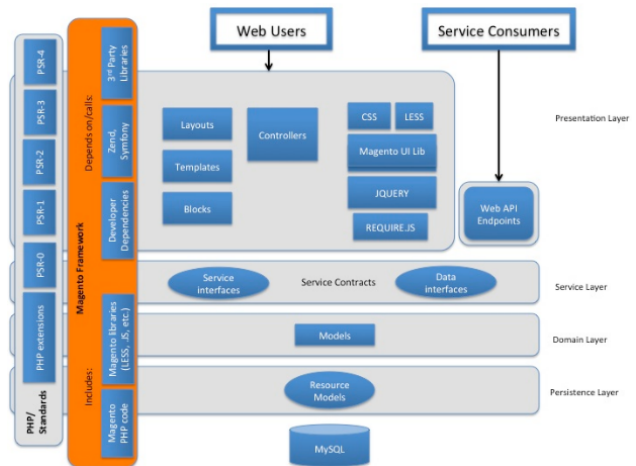 Web Users
Service Consumers
PSR-4
PSR-3
PSR-2
PSR-1
PSR-0
PHP extensions
PHP/
Standards
Magento Framework
Depends on/calls:
3rd Party
Libraries
Zend,
Symfony
Developer
Dependencies
Includes:
Magento libraries
(LESS, JS, etc.)
Magento
PHP code
Layouts
Templates
Blocks
Controllers
CSS
LESS
Magento UI Lib
JQUERY
REQUIRE.JS
Presentation Layer
Web API
Endpoints
Service
interfaces
Service Contracts
Data
interfaces
Service Layer
Models
Domain Layer
Resource
Models
Persistence Layer
MySQL